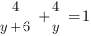 4/(y+6) + 4/y = 1